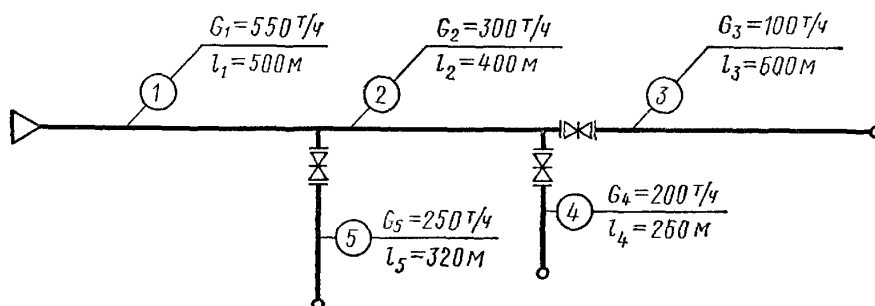 G₁=550 т/ч
l₁=500 м
G₂=300 т/ч
l₂=400 м
G₃=100 т/ч
l₃=600 м
1
2
3
G₅=250 т/ч
5
l₅=320 м
G₄=200 т/ч
4
l₄=260 м